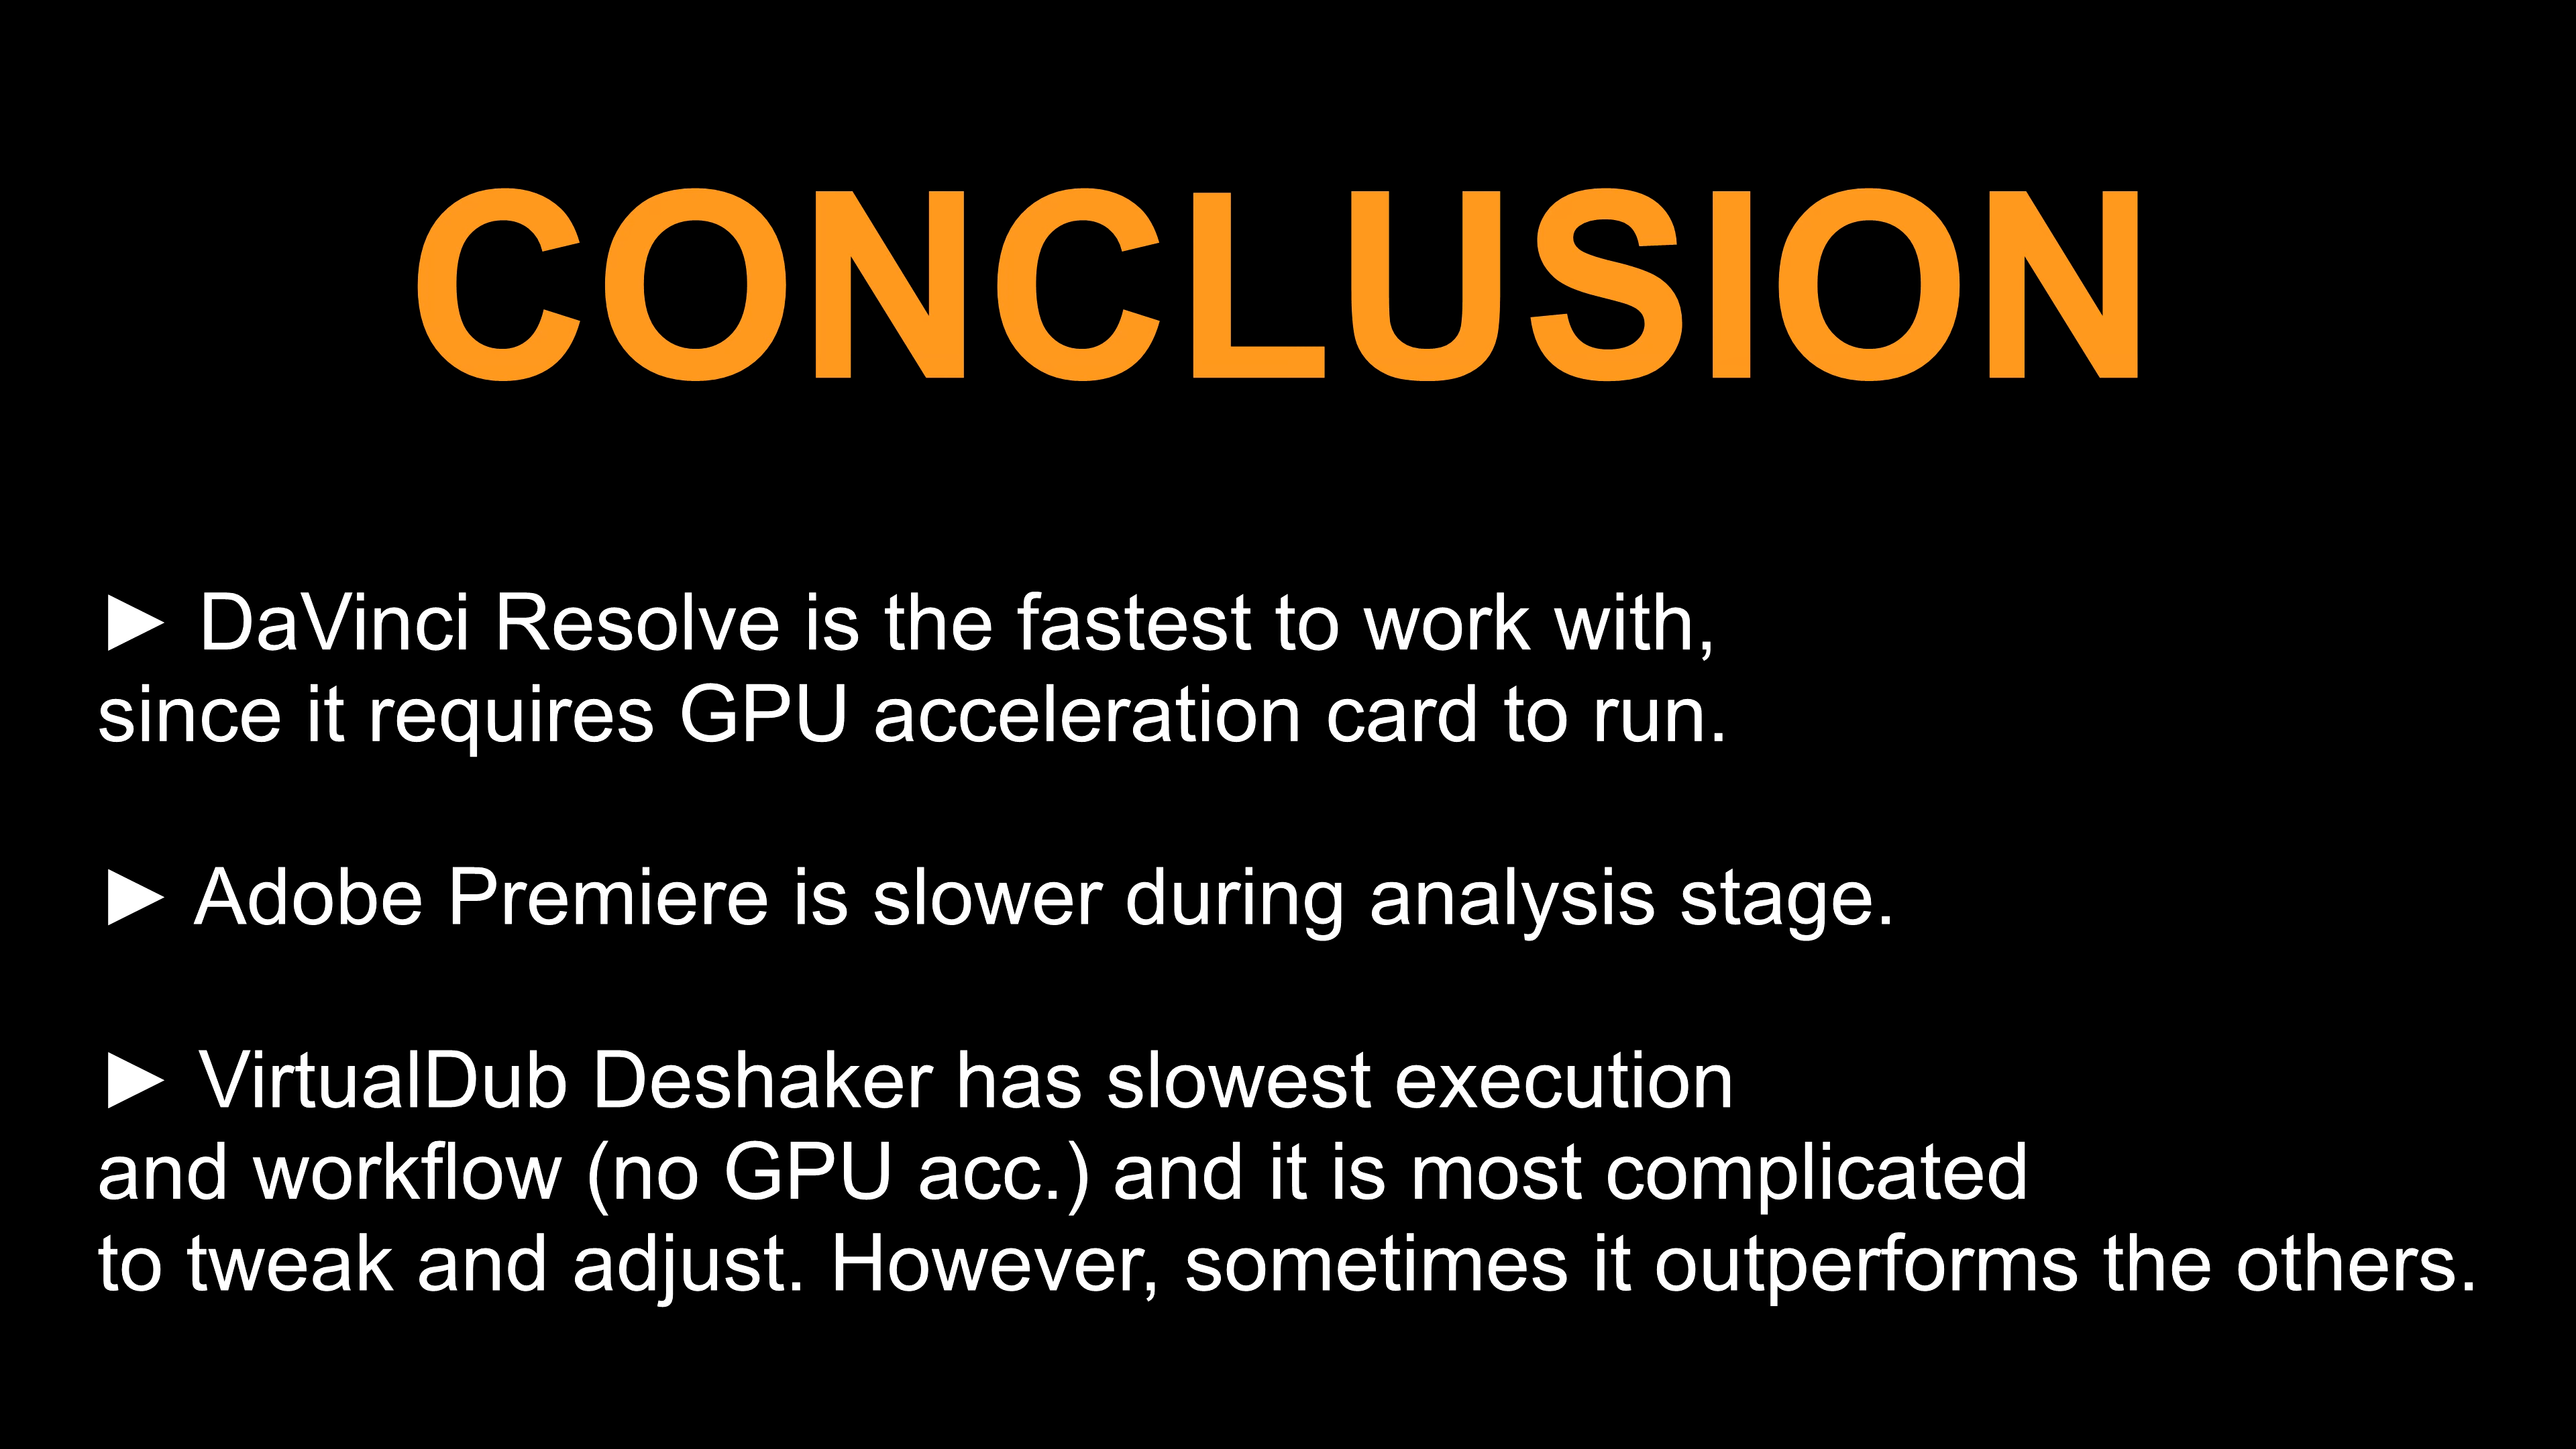 CONCLUSION
► DaVinci Resolve is the fastest to work with,
since it requires GPU acceleration card to run.
► Adobe Premiere is slower during analysis stage.
► VirtualDub Deshaker has slowest execution
and workflow (no GPU acc.) and it is most complicated
to tweak and adjust. However, sometimes it outperforms the others.